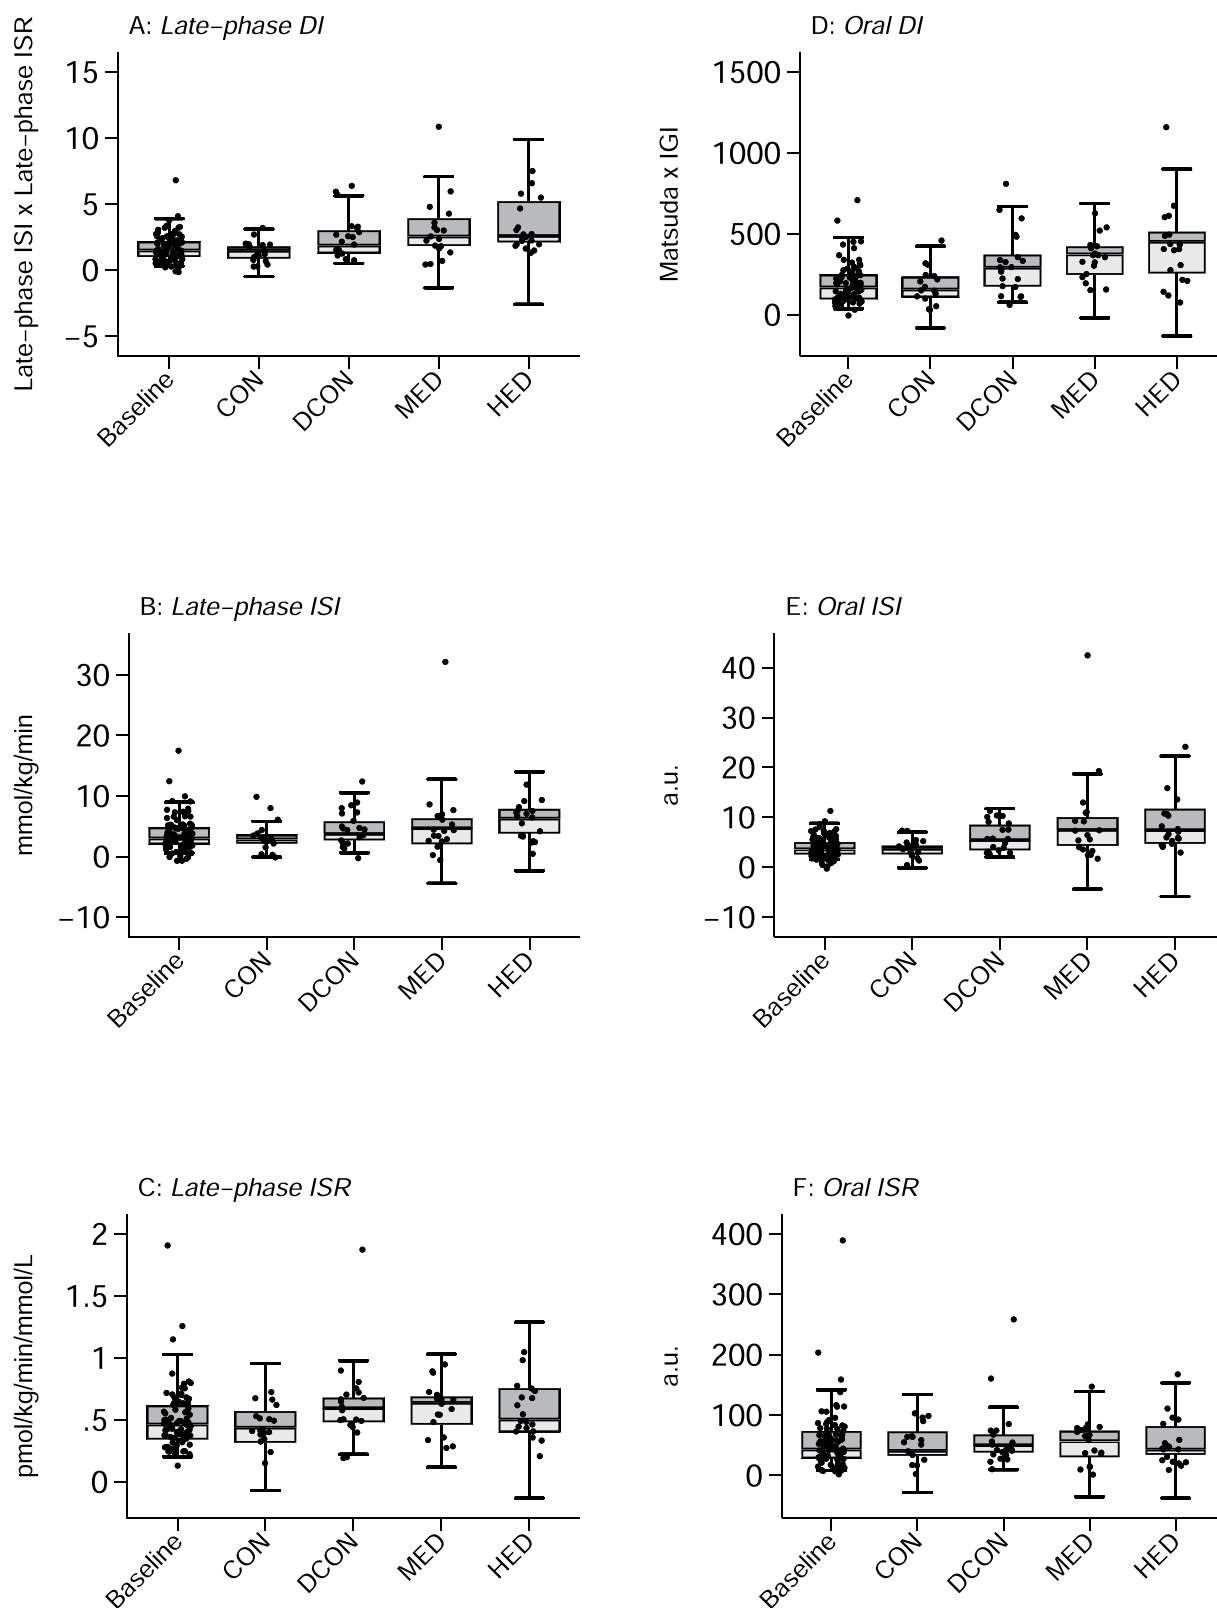 A: Late–phase DI
Late–phase ISI x Late–phase ISR
15
10
5
0
–5
Baseline
CON
DCON
MED
HED
D: Oral DI
Matsuda x IGI
1500
1000
500
0
Baseline
CON
DCON
MED
HED
B: Late–phase ISI
mmol/kg/min
30
20
10
0
–10
Baseline
CON
DCON
MED
HED
E: Oral ISI
a.u.
40
30
20
10
0
–10
Baseline
CON
DCON
MED
HED
C: Late–phase ISR
pmol/kg/min/mmol/L
2
1.5
1
.5
0
Baseline
CON
DCON
MED
HED
F: Oral ISR
a.u.
400
300
200
100
0
Baseline
CON
DCON
MED
HED